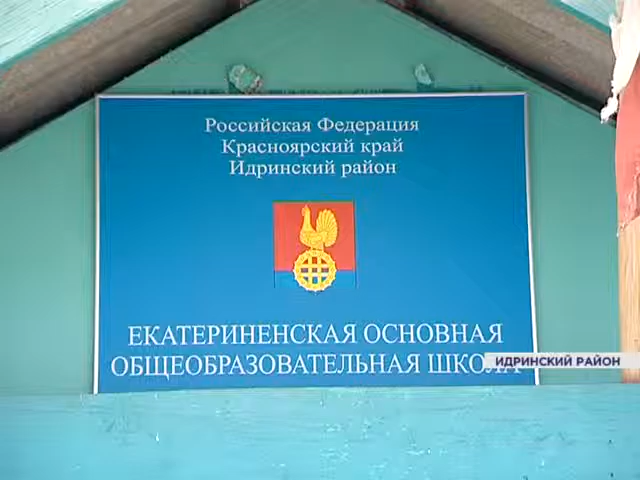 Российская Федерация
Красноярский край
Идринский район
ЕКАТЕРИНЕНСКАЯ ОСНОВНАЯ
ОБЩЕОБРАЗОВАТЕЛЬНАЯ ШКОЛА
ИДРИНСКИЙ РАЙОН